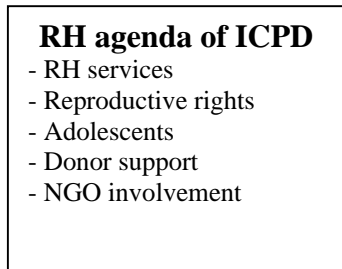 RH agenda of ICPD
- RH services
- Reproductive rights
- Adolescents
- Donor support
- NGO involvement